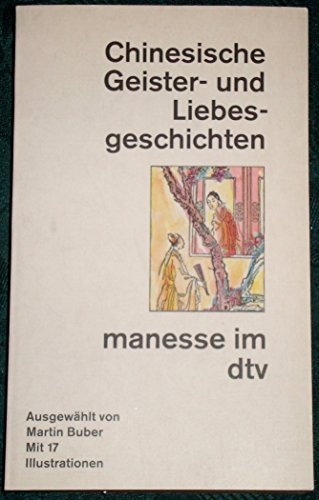 Chinesische
Geister- und
Liebes-
geschichten
manesse im
dtv
Ausgewählt von
Martin Buber
Mit 17
Illustrationen